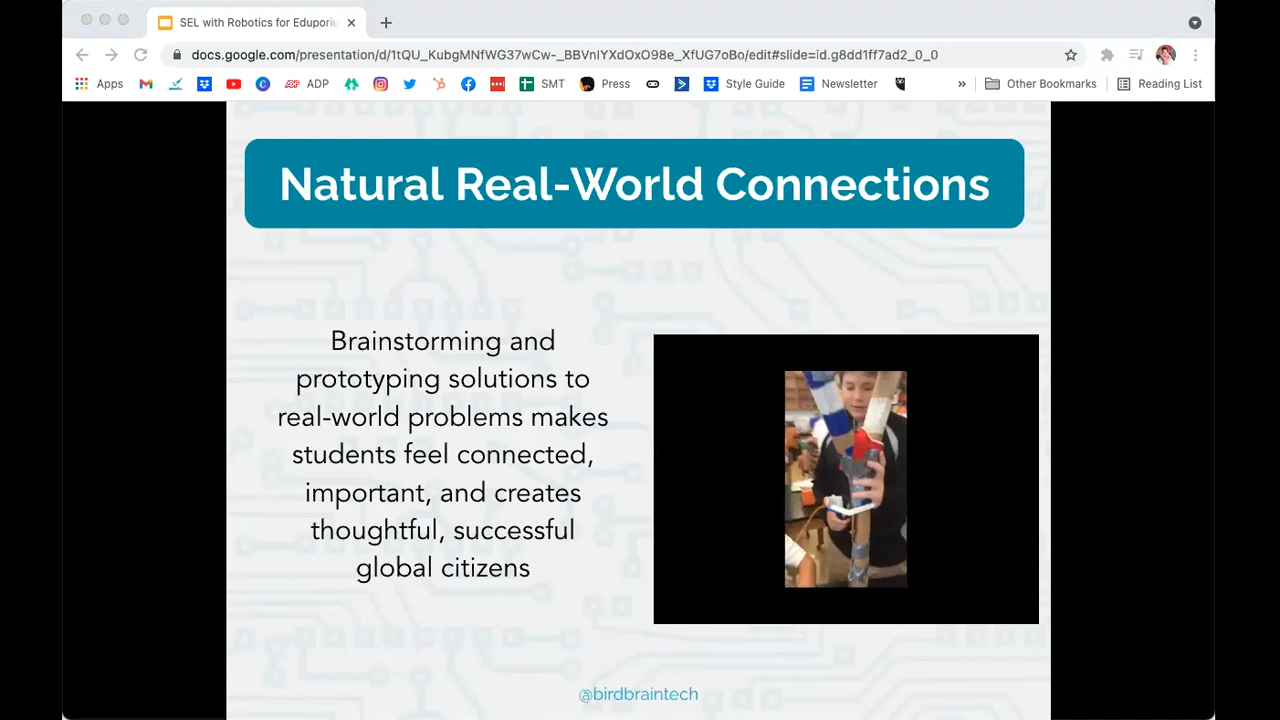 SEL with Robotics for Eduporiu
docs.google.com/presentation/d/1tQU_KubgMNfWG37wCw-_BBVnIYXdOxO98e_XfUG7oBo/edit#slide=id.g8dd1ff7ad2_0_0
Apps ADP SMT Press Style Guide Newsletter » Other Bookmarks Reading List
Natural Real-World Connections
Brainstorming and
prototyping solutions to
real-world problems makes
students feel connected,
important, and creates
thoughtful, successful
global citizens
@birdbraintech